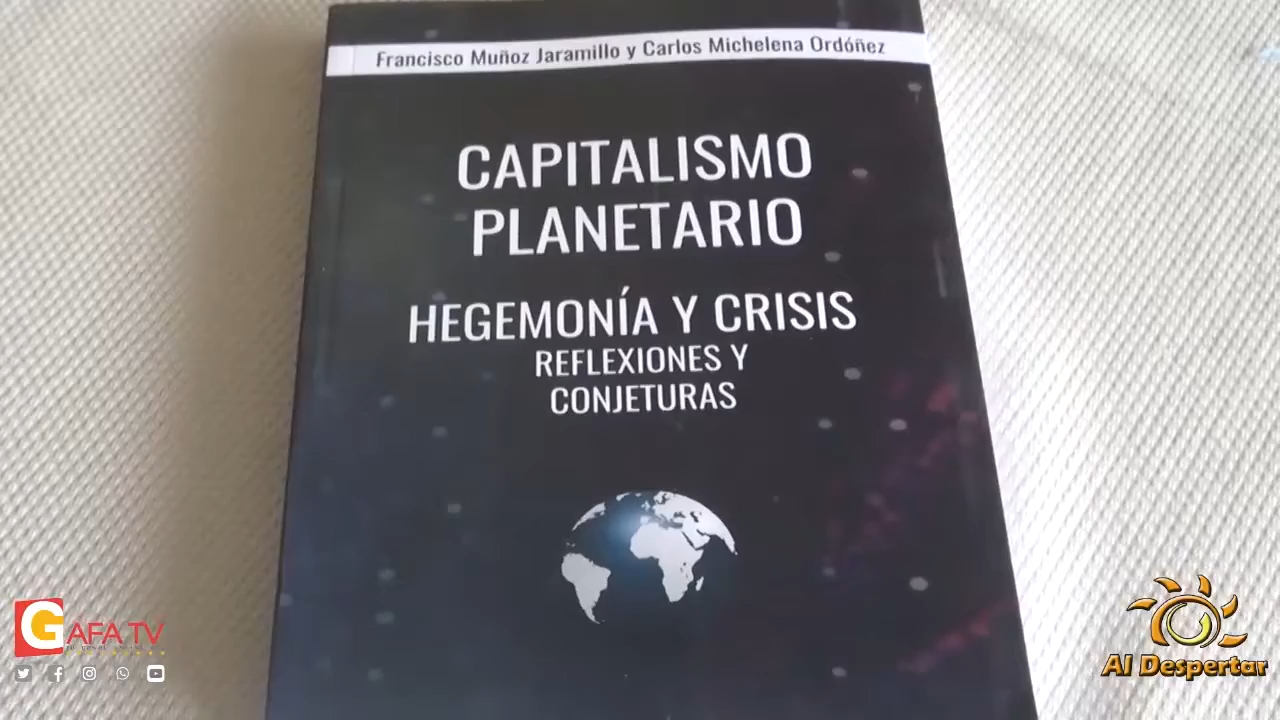 Francisco Muñoz Jaramillo y Carlos Michelena Ordóñez
CAPITALISMO
PLANETARIO
HEGEMONÍA Y CRISIS
REFLEXIONES Y
CONJETURAS
GAFA TV
Al Despertar